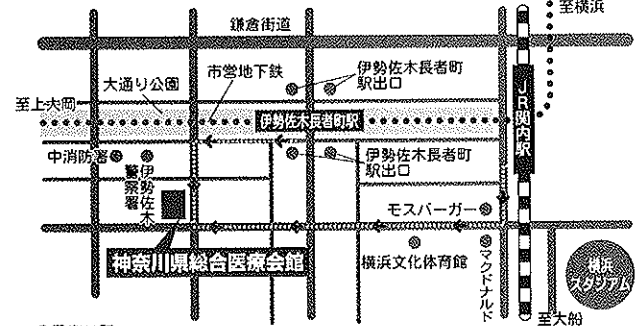 至横浜
鎌倉街道
伊勢佐木長者町
駅出口
市営地下鉄
大通り公園
至上大岡
伊勢佐木長者町駅
JR関内駅
中消防署
伊勢佐木
警察署
伊勢佐木長者町
駅出口
モスバーガー
神奈川県総合医療会館
横浜文化体育館
マクドナルド
横浜
スタジアム
至大船